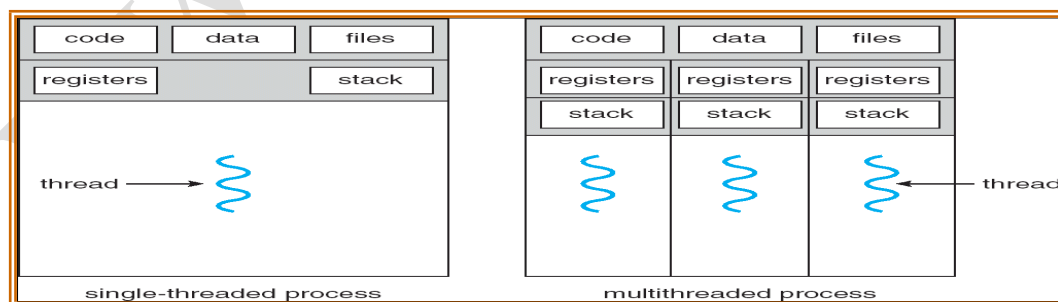 code data files
registers stack
thread
single-threaded process
code data files
registers registers registers
stack stack stack
thread
multithreaded process